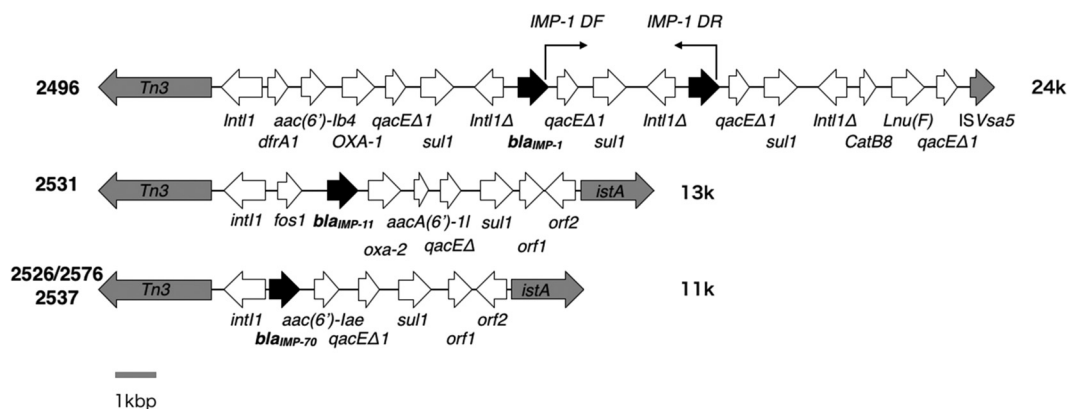 IMP-1 DF IMP-1 DR
2496 Tn3 24k
IntI1 aac(6’)-Ib4 qacEΔ1 IntI1Δ qacEΔ1 IntI1Δ qacEΔ1 IntI1Δ Lnu(F) ISVsa5
dfrA1 OXA-1 sul1 blaIMP-1 sul1 sul1 CatB8 qacEΔ1
2531 Tn3 istA 13k
intI1 fos1 blaIMP-11 aacA(6’)-1l sul1 orf2
oxa-2 qacEΔ orf1
2526/2576
2537 Tn3 istA 11k
intI1 aac(6’)-Iae sul1 orf2
blaIMP-70 qacEΔ1 orf1
1kbp